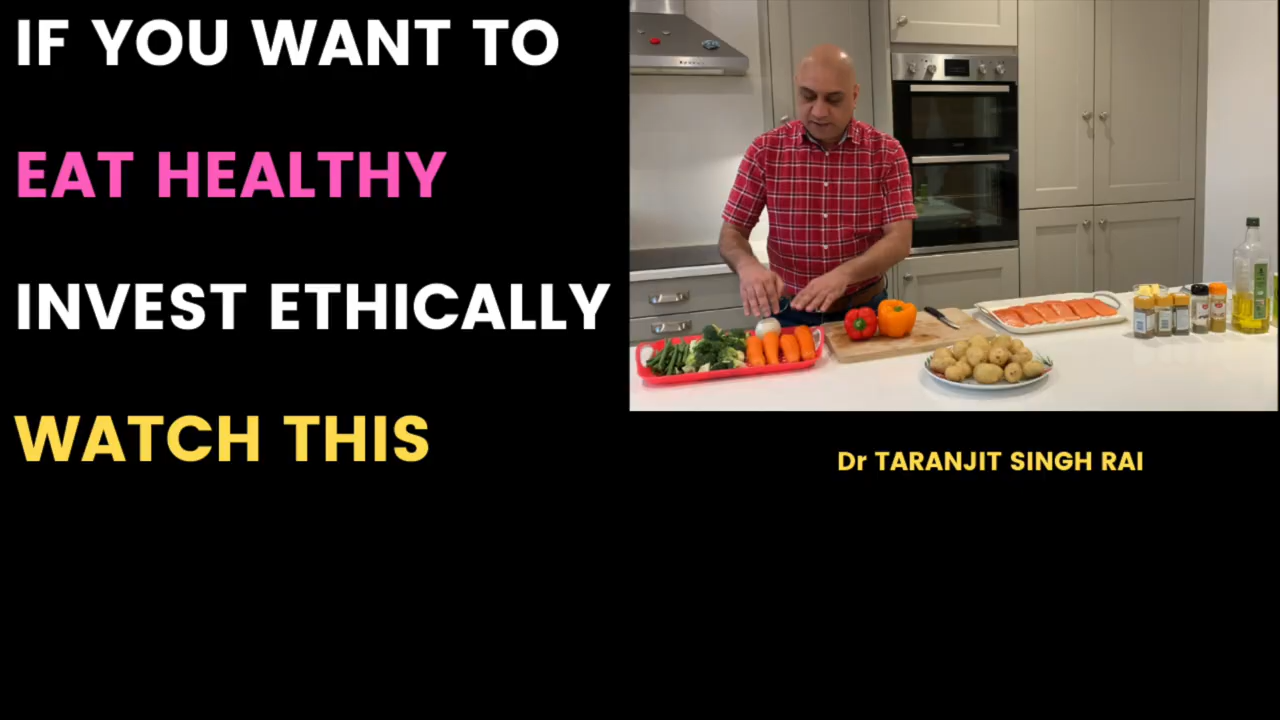 IF YOU WANT TO
EAT HEALTHY
INVEST ETHICALLY
WATCH THIS
Dr TARANJIT SINGH RAI